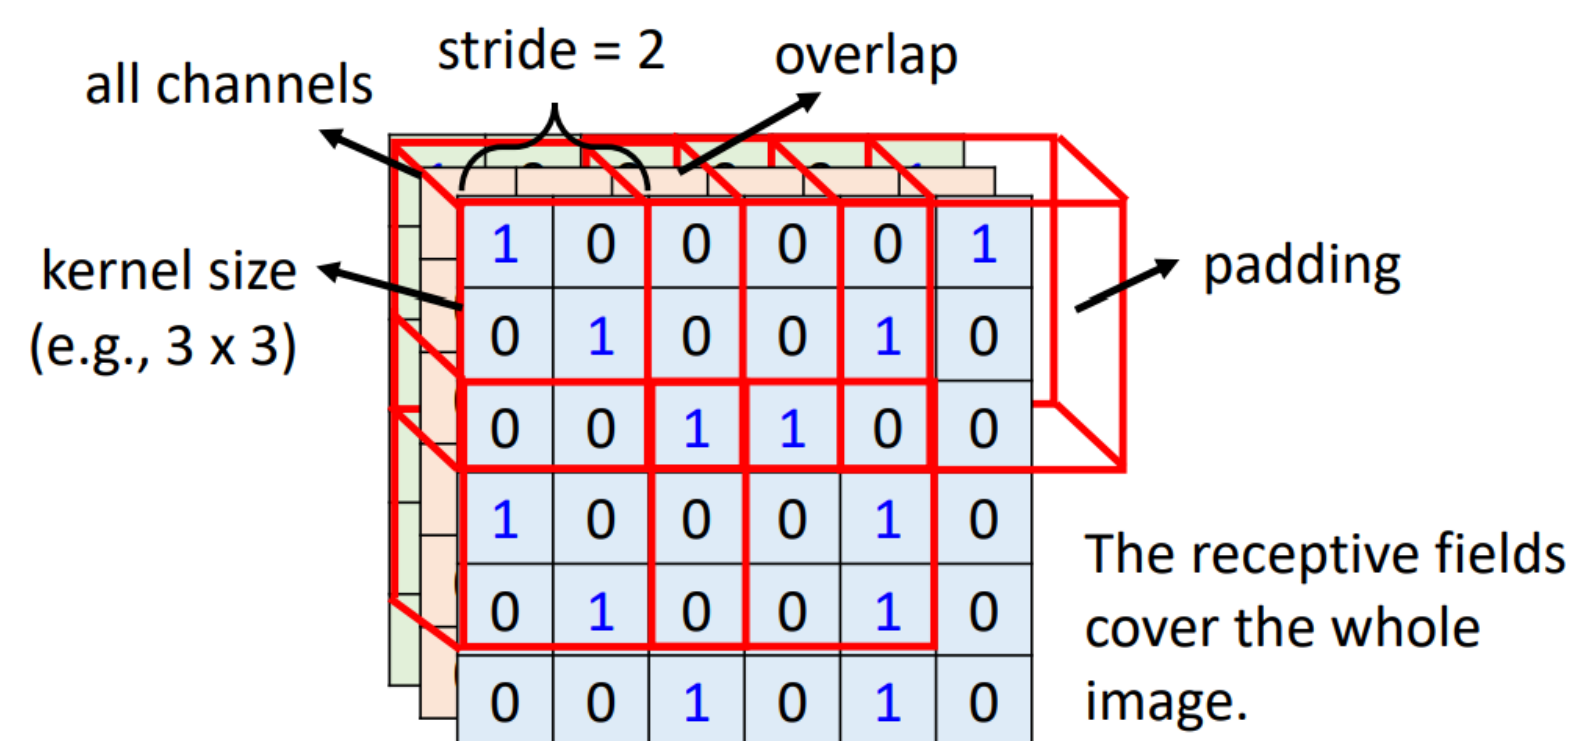 stride = 2
overlap
all channels
1 0 0 0 0 1
kernel size
(e.g., 3 x 3)
padding
0 1 0 0 1 0
0 0 1 1 0 0
1 0 0 0 1 0
The receptive fields
0 1 0 0 1 0
cover the whole
0 0 1 0 1 0
image.